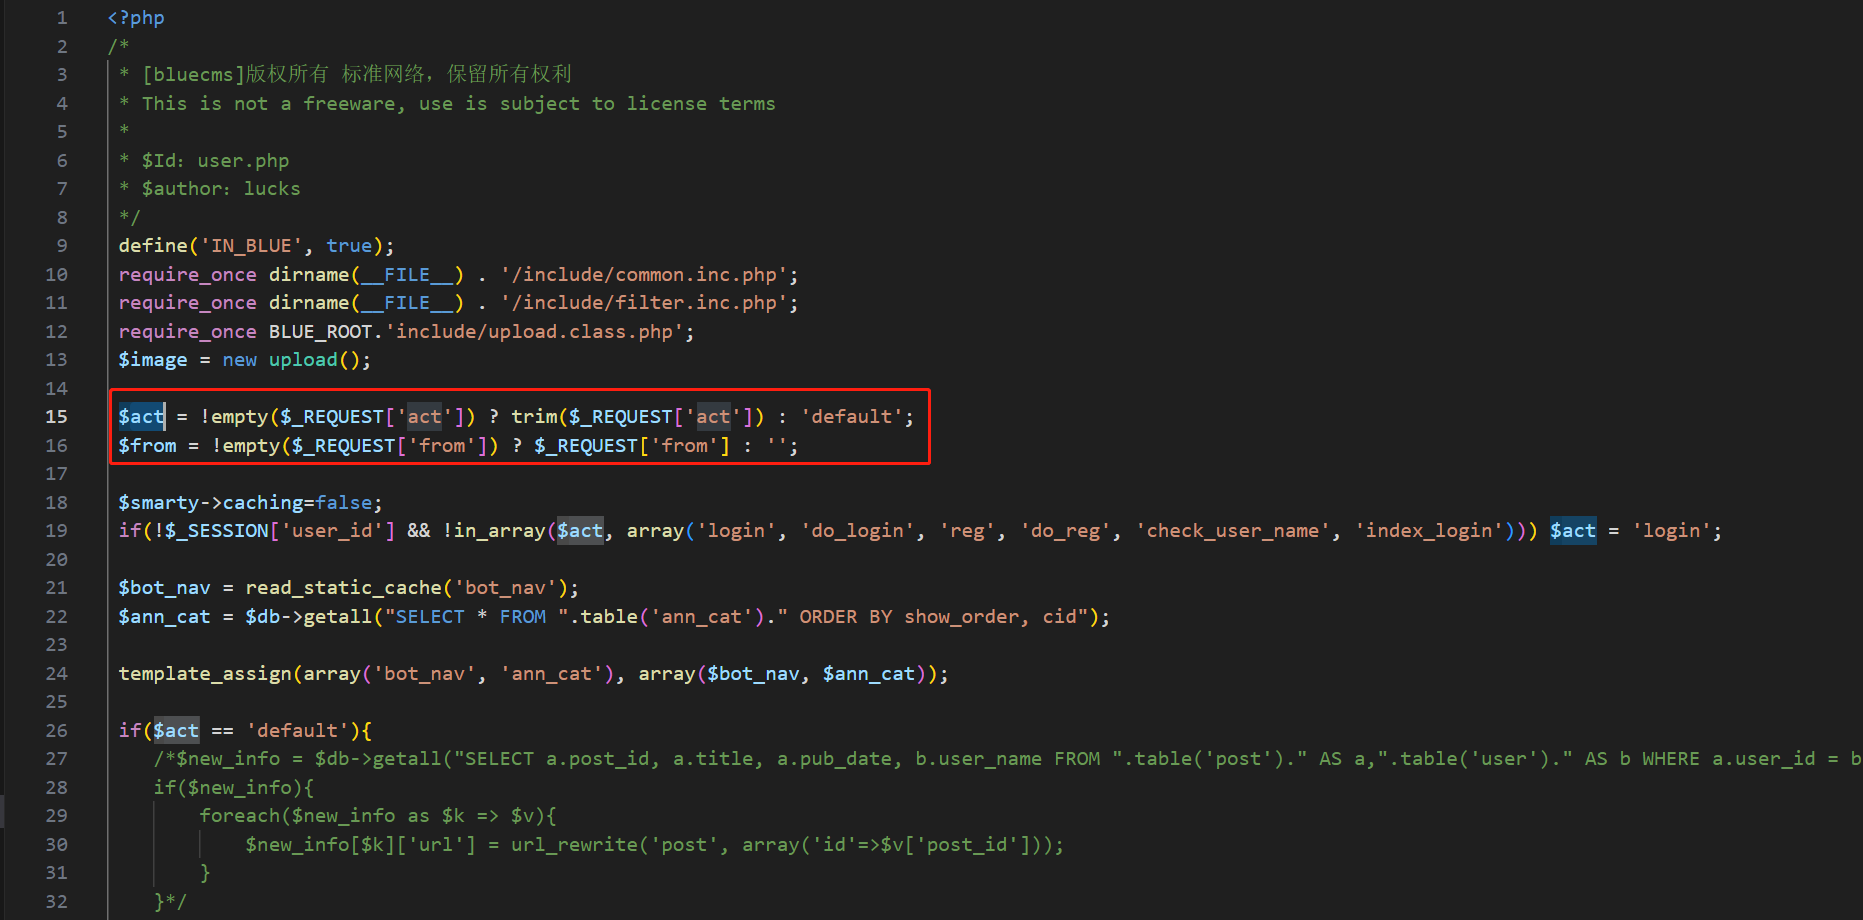 1 <?php
2 /*
3 * [bluecms]版权所有 标准网络，保留所有权利
4 * This is not a freeware, use is subject to license terms
5 *
6 * $Id：user.php
7 * $author：lucks
8 */
9 define('IN_BLUE', true);
10 require_once dirname(__FILE__) . '/include/common.inc.php';
11 require_once dirname(__FILE__) . '/include/filter.inc.php';
12 require_once BLUE_ROOT.'include/upload.class.php';
13 $image = new upload();
14
15 $act = !empty($_REQUEST['act']) ? trim($_REQUEST['act']) : 'default';
16 $from = !empty($_REQUEST['from']) ? $_REQUEST['from'] : '';
17
18 $smarty->caching=false;
19 if(!$_SESSION['user_id'] && !in_array($act, array('login', 'do_login', 'reg', 'do_reg', 'check_user_name', 'index_login'))) $act = 'login';
20
21 $bot_nav = read_static_cache('bot_nav');
22 $ann_cat = $db->getall("SELECT * FROM ".table('ann_cat')." ORDER BY show_order, cid");
23
24 template_assign(array('bot_nav', 'ann_cat'), array($bot_nav, $ann_cat));
25
26 if($act == 'default'){
27 /*$new_info = $db->getall("SELECT a.post_id, a.title, a.pub_date, b.user_name FROM ".table('post')." AS a,".table('user')." AS b WHERE a.user_id = b
28 if($new_info){
29 foreach($new_info as $k => $v){
30 $new_info[$k]['url'] = url_rewrite('post', array('id'=>$v['post_id']));
31 }
32 }*/